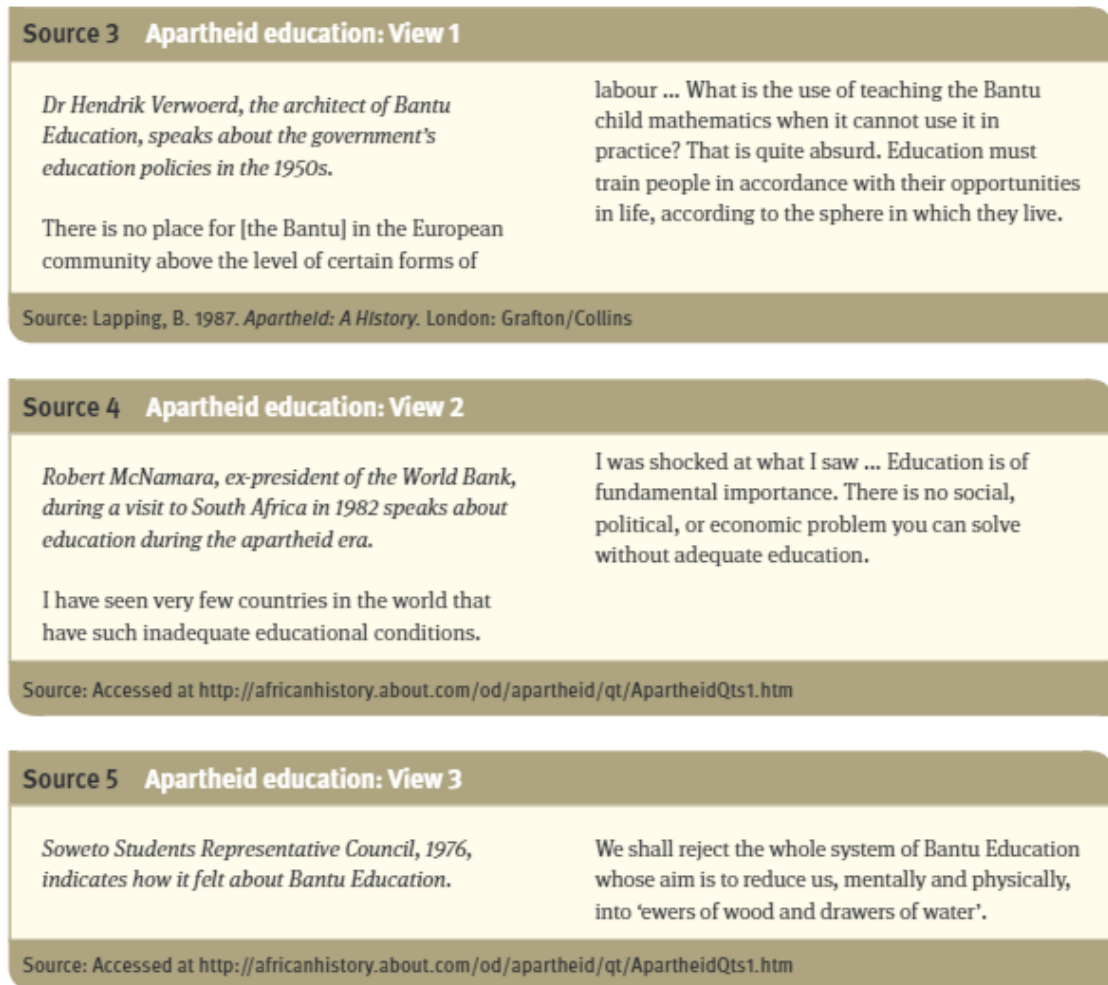 Source 3 Apartheid education: View 1
Dr Hendrik Verwoerd, the architect of Bantu
Education, speaks about the government's
education policies in the 1950s.
There is no place for [the Bantu] in the European
community above the level of certain forms of
labour ... What is the use of teaching the Bantu
child mathematics when it cannot use it in
practice? That is quite absurd. Education must
train people in accordance with their opportunities
in life, according to the sphere in which they live.
Source: Lapping, B. 1987. Apartheid: A History. London: Grafton/Collins
Source 4 Apartheid education: View 2
Robert McNamara, ex-president of the World Bank,
during a visit to South Africa in 1982 speaks about
education during the apartheid era.
I have seen very few countries in the world that
have such inadequate educational conditions.
I was shocked at what I saw ... Education is of
fundamental importance. There is no social,
political, or economic problem you can solve
without adequate education.
Source: Accessed at http://africanhistory.about.com/od/apartheid/qt/ApartheidQts1.htm
Source 5 Apartheid education: View 3
Soweto Students Representative Council, 1976,
indicates how it felt about Bantu Education.
We shall reject the whole system of Bantu Education
whose aim is to reduce us, mentally and physically,
into 'ewers of wood and drawers of water'.
Source: Accessed at http://africanhistory.about.com/od/apartheid/qt/ApartheidQts1.htm